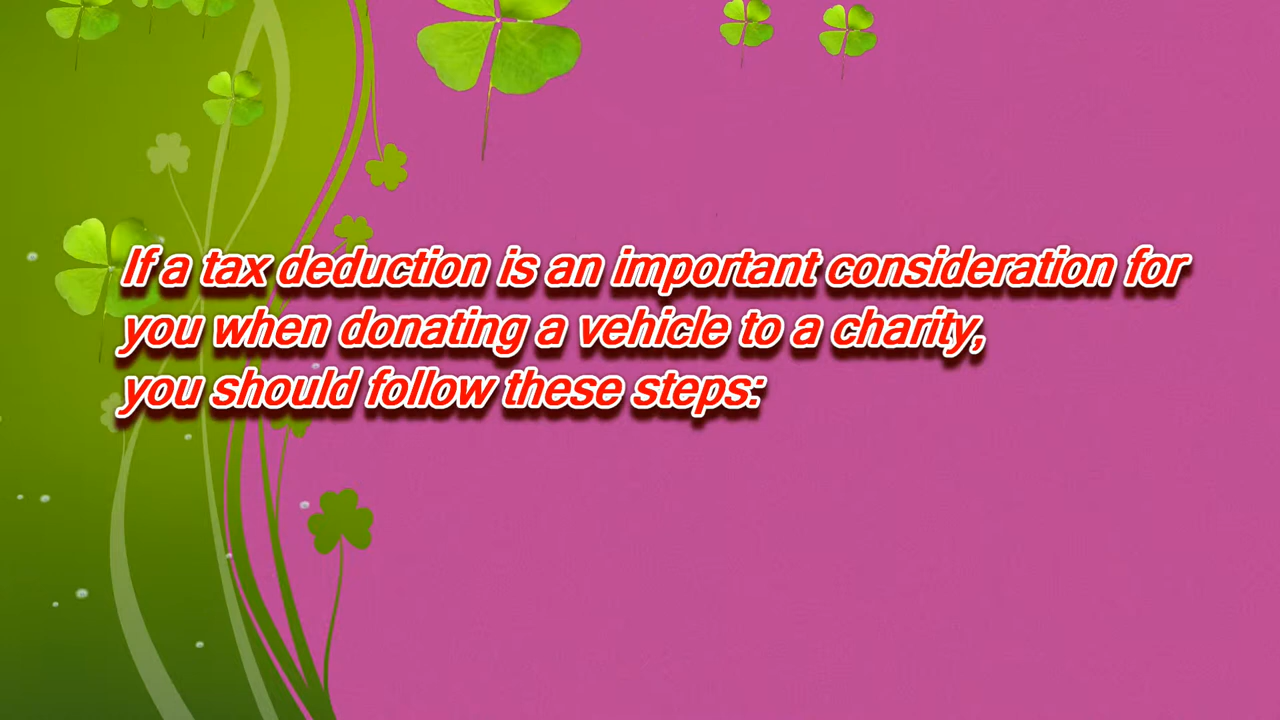 If a tax deduction is an important consideration for
you when donating a vehicle to a charity,
you should follow these steps: